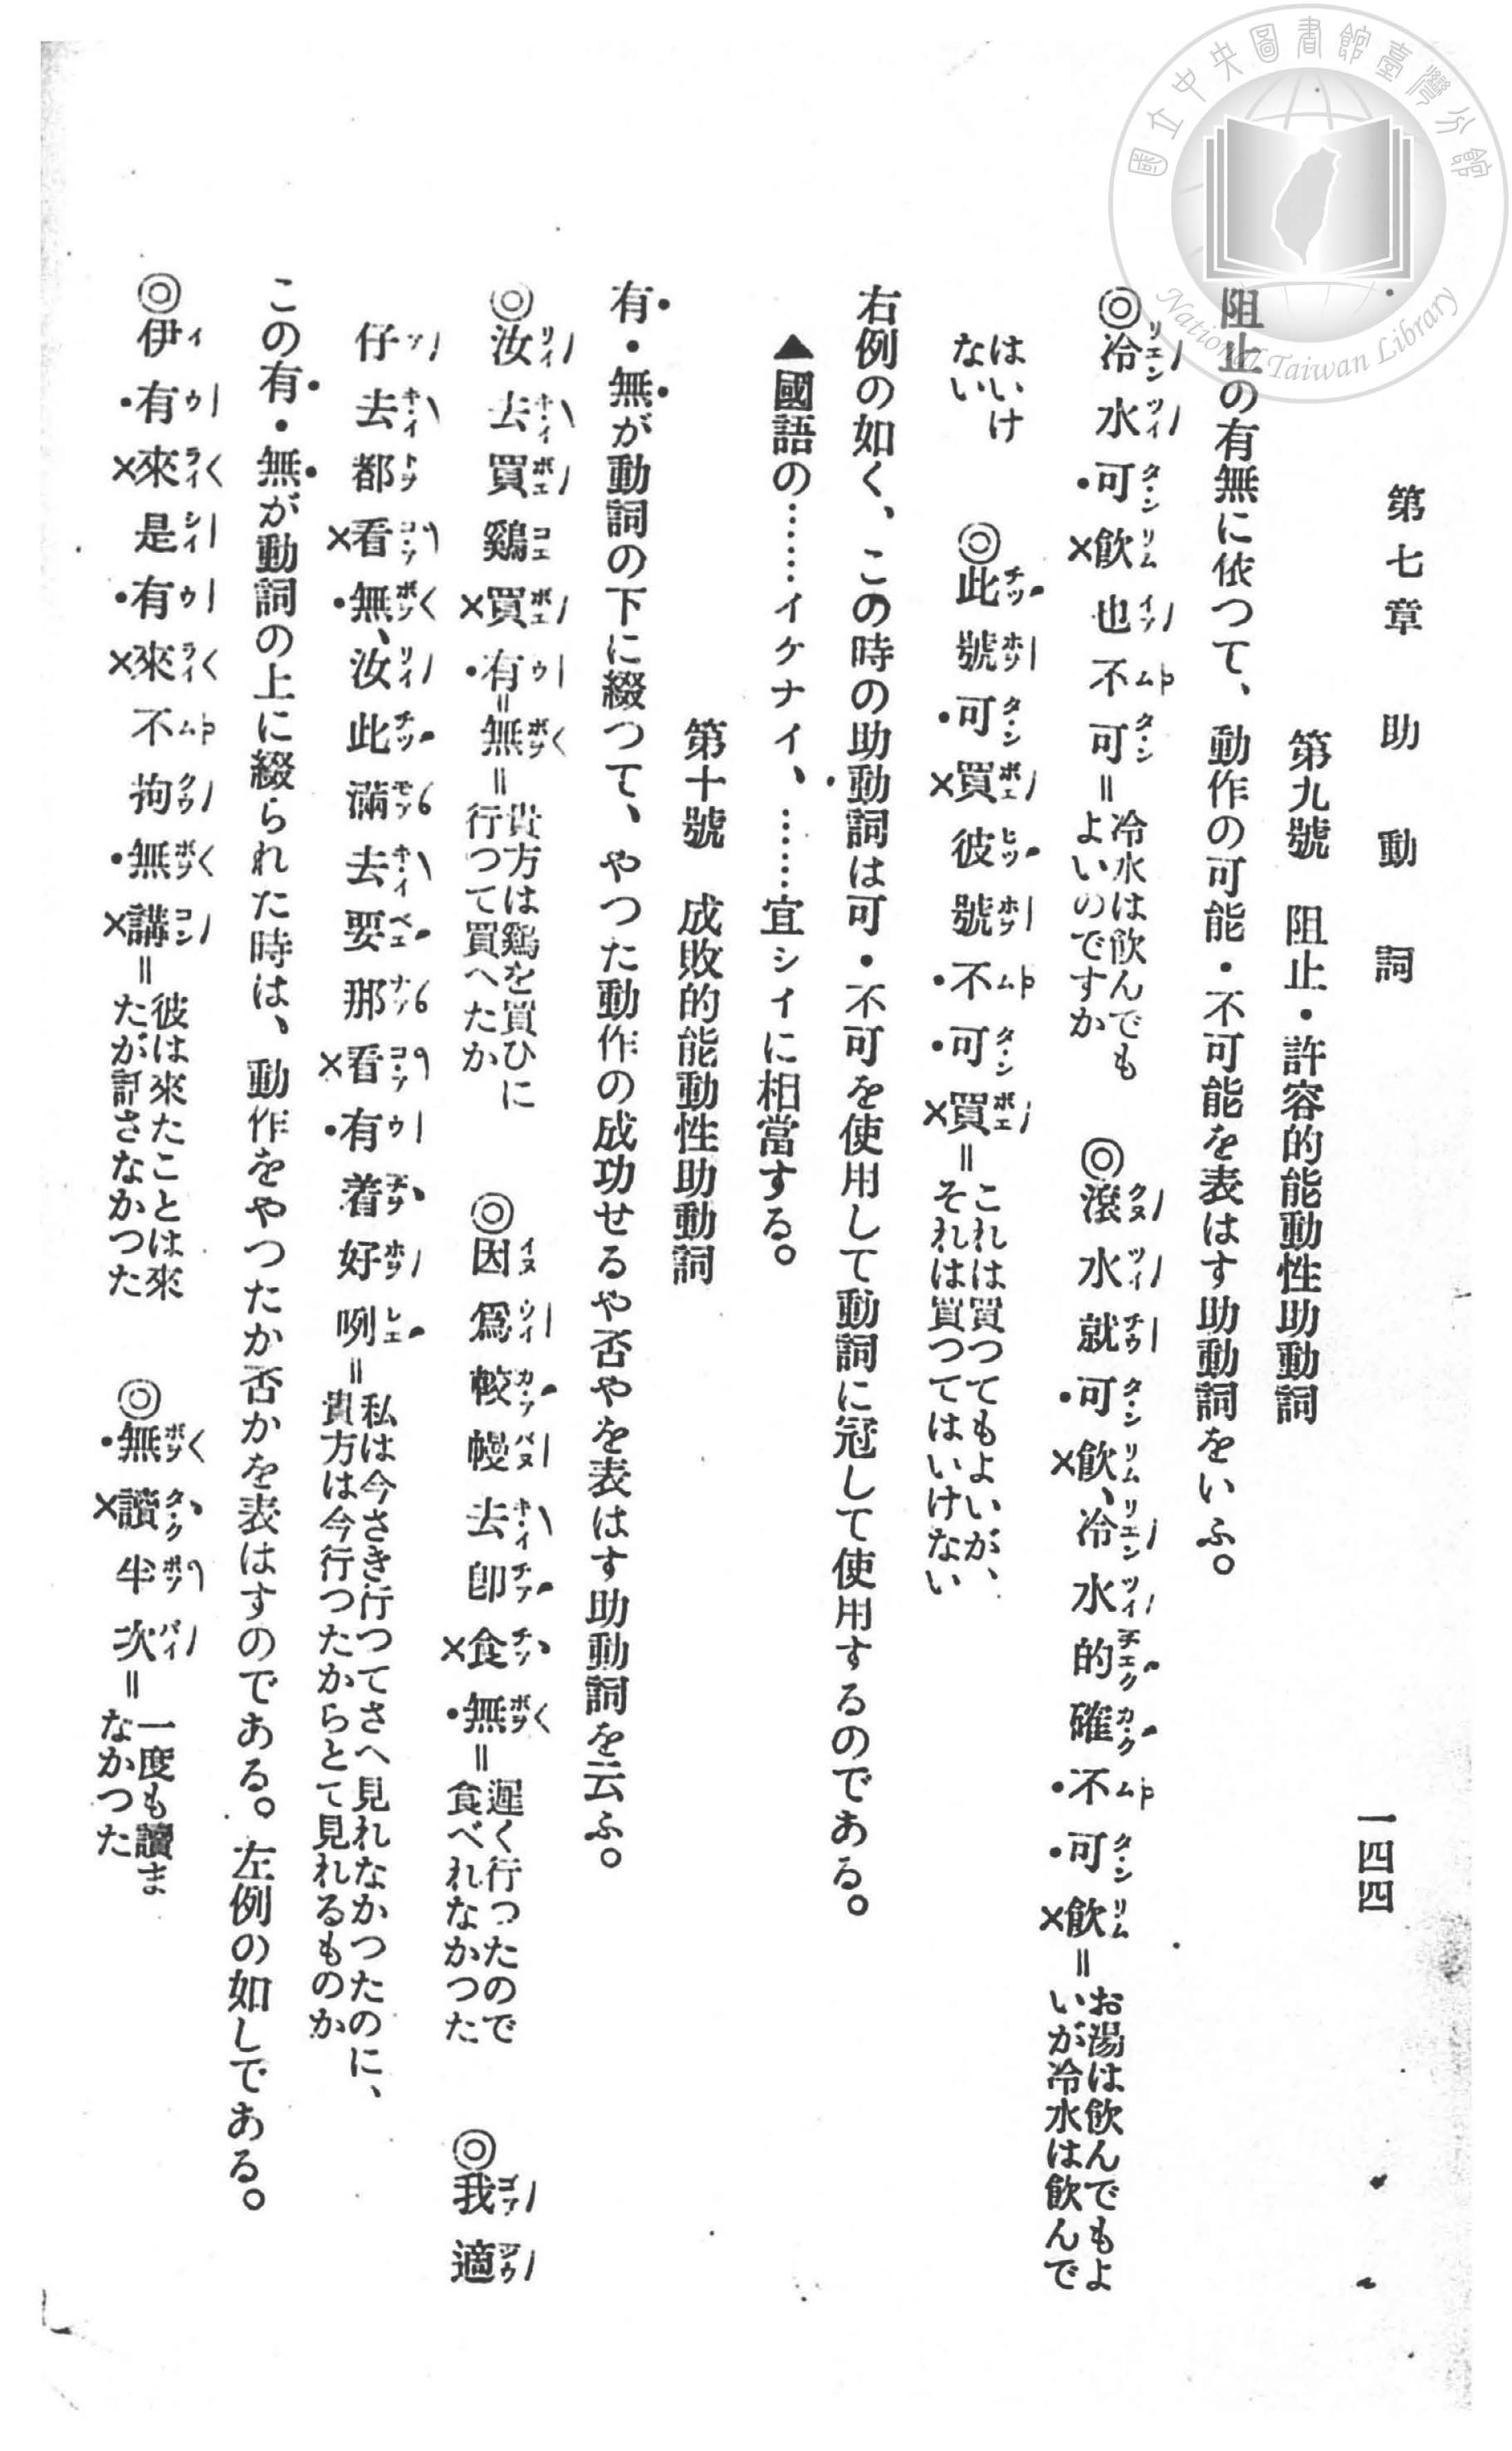 國立中央圖書館臺灣分館
National Taiwan Library
第七章 助動詞 一四四
第九號 阻止・許容的能動性助動詞
阻止の有無に依つて、動作の可能・不可能を表はす助動詞をいふ。
◎冷水可飲也不可＝冷水は飲んでもよいのですか ◎滾水就可飲、冷水的確不可飲＝お湯は飲んでもよいが冷水は飲んで
はいけない ◎此號可買彼號不可買＝これは買つてもよいが、それは買つてはいけない
右例の如く、この時の助動詞は可・不可を使用して動詞に冠して使用するのである。
▲國語の……イケナイ、……宜シイに相當する。
第十號 成敗的能動性助動詞
有・無が動詞の下に綴つて、やつた動作の成功せるや否やを表はす助動詞を云ふ。
◎汝去買鷄買有＝無＝貴方は鷄を買ひに行つて買へたか ◎因爲較慢去卽食無＝遲く行つたので食べれなかつた ◎我適
仔去都看無、汝此滿去要那看有着好咧＝私は今さき行つてさへ見れなかつたのに、貴方は今行つたからとて見れるものか
この有・無が動詞の上に綴られた時は、動作をやつたか否かを表はすのである。左例の如しである。
◎伊有來是有來不拘無講＝彼は來たことは來たが話さなかつた ◎無讀半次＝一度も讀まなかつた